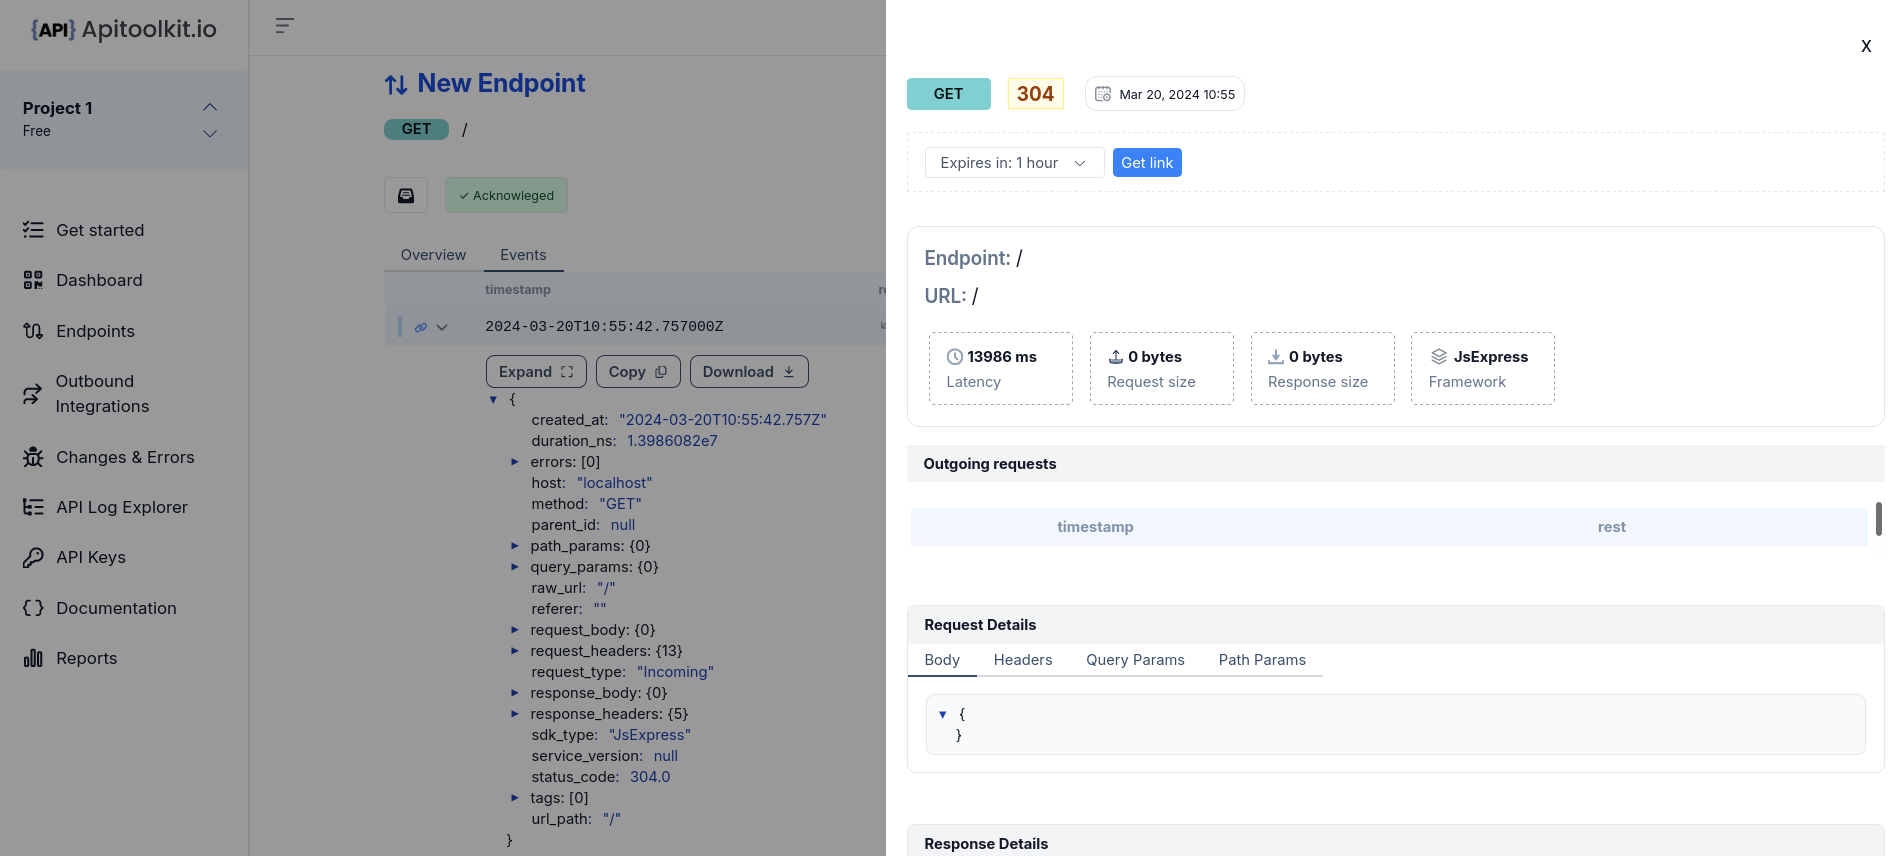 {API} Apitoolkit.io
Project 1
Free
Get started
Dashboard
Endpoints
Outbound
Integrations
Changes & Errors
API Log Explorer
API Keys
Documentation
Reports
New Endpoint
GET /
✓ Acknowleged
Overview Events
timestamp
2024-03-20T10:55:42.757000Z
Expand Copy Download
▼ {
created_at: "2024-03-20T10:55:42.757Z"
duration_ns: 1.3986082e7
► errors: [0]
host: "localhost"
method: "GET"
parent_id: null
► path_params: {0}
► query_params: {0}
raw_url: "/"
referer: ""
► request_body: {0}
► request_headers: {13}
request_type: "Incoming"
► response_body: {0}
► response_headers: {5}
sdk_type: "JsExpress"
service_version: null
status_code: 304.0
► tags: [0]
url_path: "/"
}
X
GET 304 Mar 20, 2024 10:55
Expires in: 1 hour Get link
Endpoint: /
URL: /
13986 ms
Latency
0 bytes
Request size
0 bytes
Response size
JsExpress
Framework
Outgoing requests
timestamp rest
Request Details
Body Headers Query Params Path Params
▼ {
}
Response Details